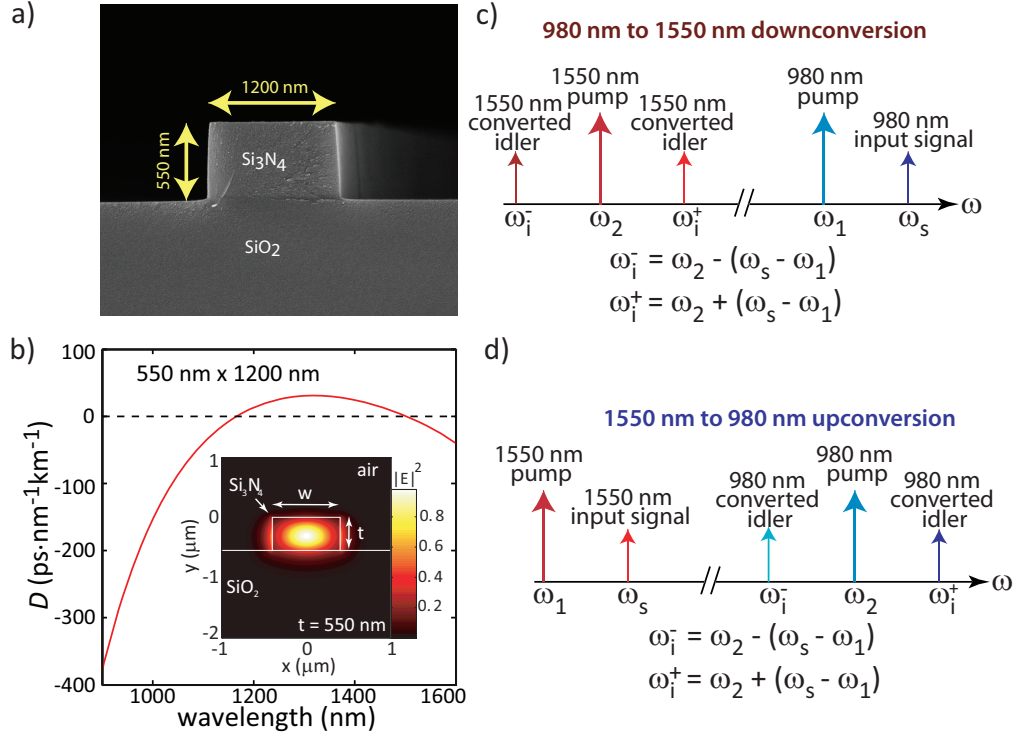 a)
1200 nm
550 nm
Si₃N₄
SiO₂
b)
550 nm x 1200 nm
D (ps·nm⁻¹km⁻¹)
100
0
-100
-200
-300
-400
1000
1200
1400
1600
wavelength (nm)
air
Si₃N₄
w
t
SiO₂
t = 550 nm
y (μm)
1
0
-1
-2
-1
0
1
x (μm)
|E|²
0.8
0.6
0.4
0.2
c)
980 nm to 1550 nm downconversion
1550 nm
converted
idler
1550 nm
pump
1550 nm
converted
idler
980 nm
pump
980 nm
input signal
ωᵢ⁻
ω₂
ωᵢ⁺
//
ω₁
ωₛ
ω
ωᵢ⁻ = ω₂ - (ωₛ - ω₁)
ωᵢ⁺ = ω₂ + (ωₛ - ω₁)
d)
1550 nm to 980 nm upconversion
1550 nm
pump
1550 nm
input signal
980 nm
converted
idler
980 nm
pump
980 nm
converted
idler
ω₁
ωₛ
//
ωᵢ⁻
ω₂
ωᵢ⁺
ω
ωᵢ⁻ = ω₂ - (ωₛ - ω₁)
ωᵢ⁺ = ω₂ + (ωₛ - ω₁)